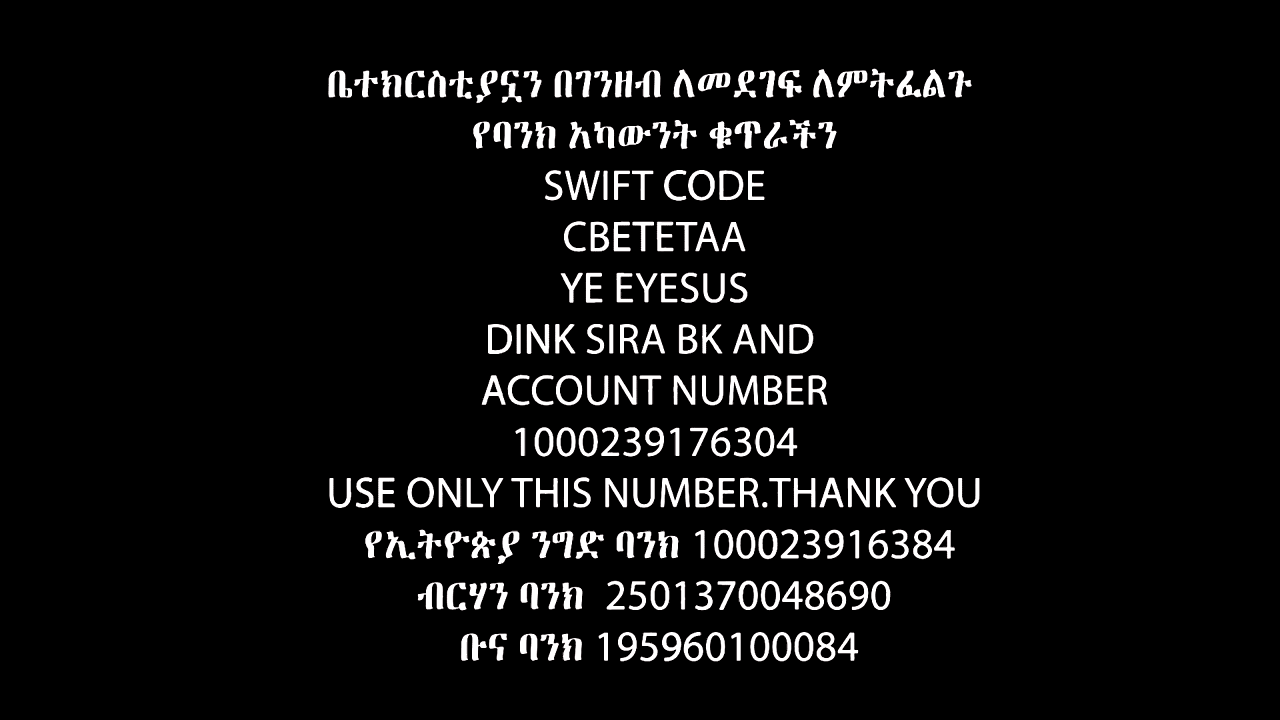 ቤተክርስቲያኗን በገንዘብ ለመደገፍ ለምትፈልጉ
የባንክ አካውንት ቁጥራችን
SWIFT CODE
CBETETAA
YE EYESUS
DINK SIRA BK AND
ACCOUNT NUMBER
1000239176304
USE ONLY THIS NUMBER.THANK YOU
የኢትዮጵያ ንግድ ባንክ 100023916384
ብርሃን ባንክ 2501370048690
ቡና ባንክ 195960100084